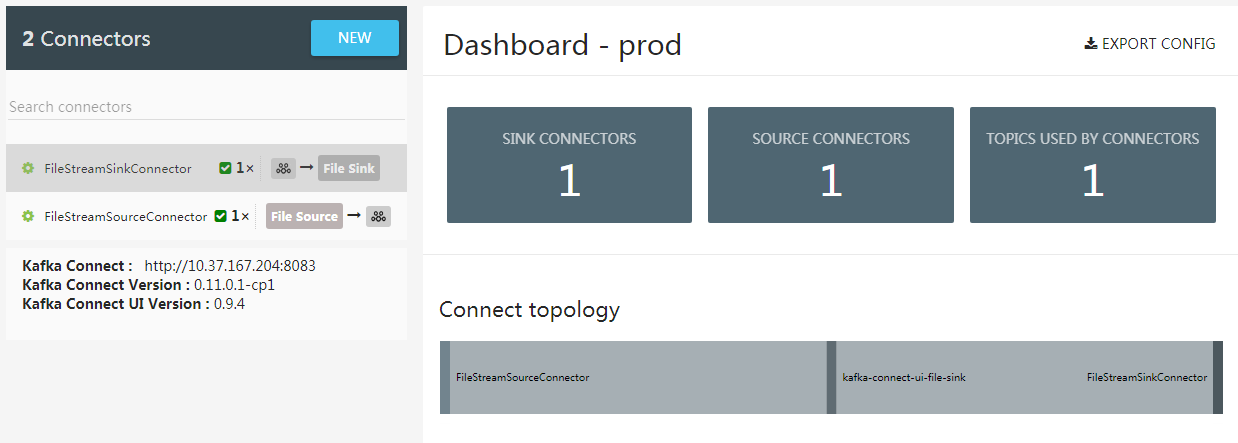 2 Connectors
NEW
Search connectors
FileStreamSinkConnector 1× File Sink
FileStreamSourceConnector 1× File Source
Kafka Connect : http://10.37.167.204:8083
Kafka Connect Version : 0.11.0.1-cp1
Kafka Connect UI Version : 0.9.4
Dashboard - prod
EXPORT CONFIG
SINK CONNECTORS
1
SOURCE CONNECTORS
1
TOPICS USED BY CONNECTORS
1
Connect topology
FileStreamSourceConnector
kafka-connect-ui-file-sink
FileStreamSinkConnector